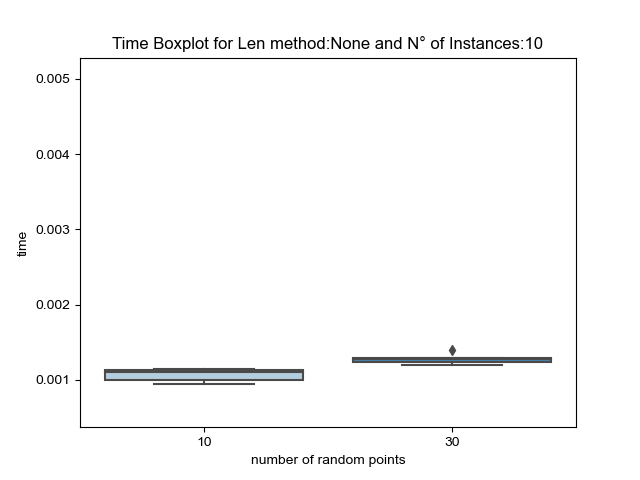 Time Boxplot for Len method:None and N° of Instances:10
0.005
0.004
0.003
0.002
0.001
time
10 30
number of random points